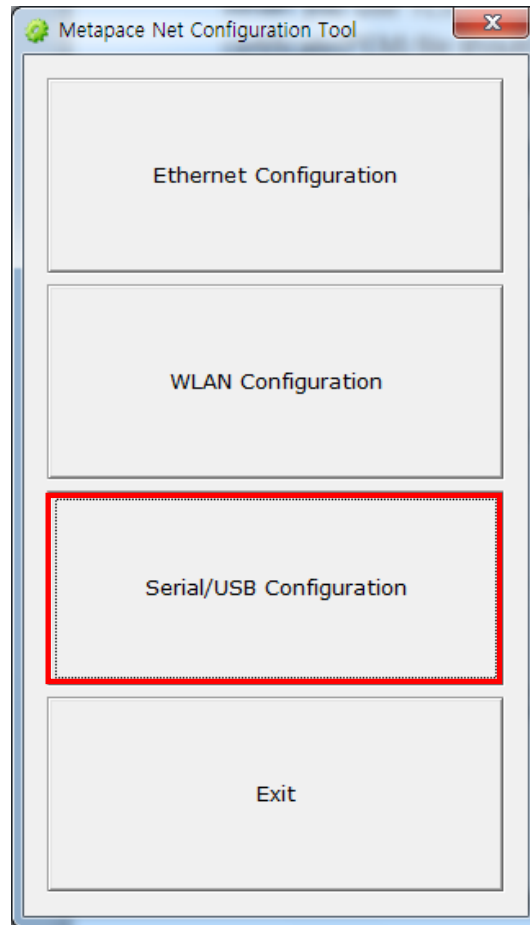 Metapace Net Configuration Tool
Ethernet Configuration
WLAN Configuration
Serial/USB Configuration
Exit